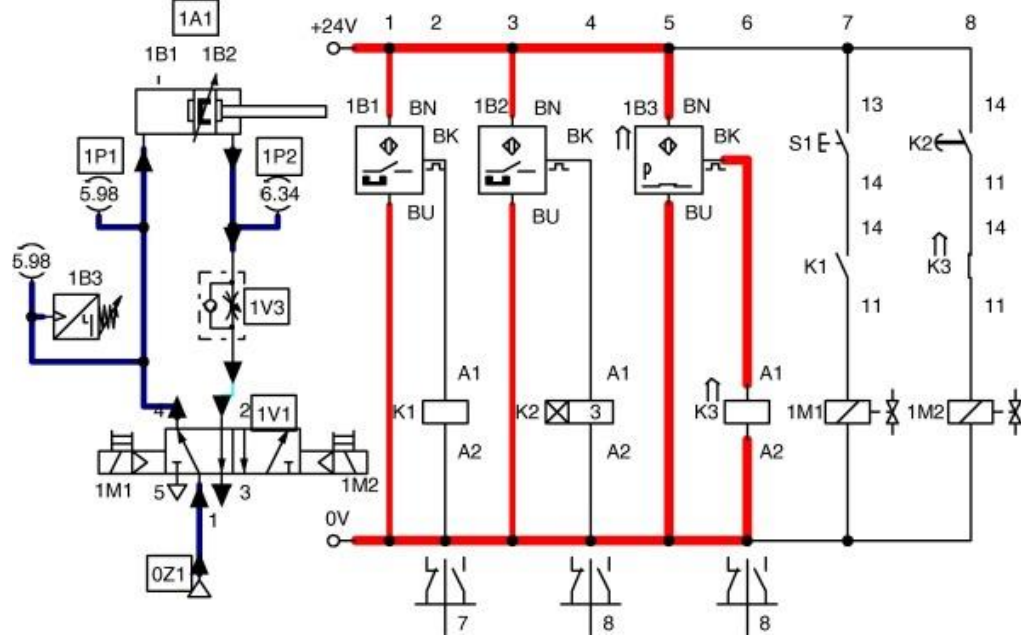 1A1
1B1 1B2
1P1
1P2
5.98
6.34
5.98
1B3
1V3
4
2
1V1
1M1
5
3
1M2
1
0Z1
1 2 3 4 5 6 7 8
+24V
1B1 BN
BK
BU
1B2 BN
BK
BU
1B3 BN
BK
P
BU
13
S1
14
14
K1
11
14
K2
11
14
K3
11
A1
K1
A2
A1
K2 3
A2
A1
K3
A2
1M1
1M2
0V
7
8
8